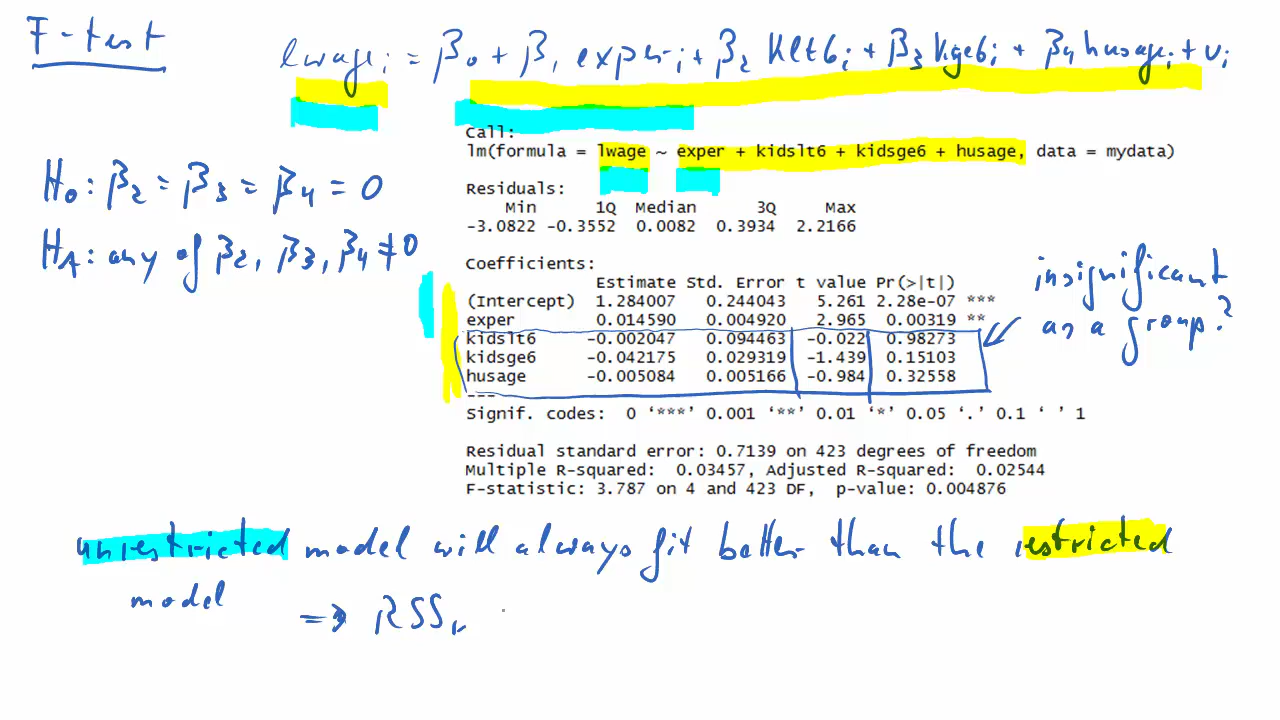 F-test
lwageᵢ = β₀ + β₁ experᵢ + β₂ klt6ᵢ + β₃ kge6ᵢ + β₄ husageᵢ + υᵢ
Call:
lm(formula = lwage ~ exper + kidslt6 + kidsge6 + husage, data = mydata)
H₀: β₂ = β₃ = β₄ = 0
Hₐ: any of β₂, β₃, β₄ ≠ 0
Residuals:
Min 1Q Median 3Q Max
-3.0822 -0.3552 0.0082 0.3934 2.2166
Coefficients:
Estimate Std. Error t value Pr(>|t|)
(Intercept) 1.284007 0.244043 5.261 2.28e-07 ***
exper 0.014590 0.004920 2.965 0.00319 **
kidslt6 -0.002047 0.094463 -0.022 0.98273
kidsge6 -0.042175 0.029319 -1.439 0.15103
husage -0.005084 0.005166 -0.984 0.32558
---
Signif. codes: 0 ‘***’ 0.001 ‘**’ 0.01 ‘*’ 0.05 ‘.’ 0.1 ‘ ’ 1
insignificant
as a group?
Residual standard error: 0.7139 on 423 degrees of freedom
Multiple R-squared: 0.03457, Adjusted R-squared: 0.02544
F-statistic: 3.787 on 4 and 423 DF, p-value: 0.004876
unrestricted model will always fit better than the restricted
model ⇒ RSSᵣ